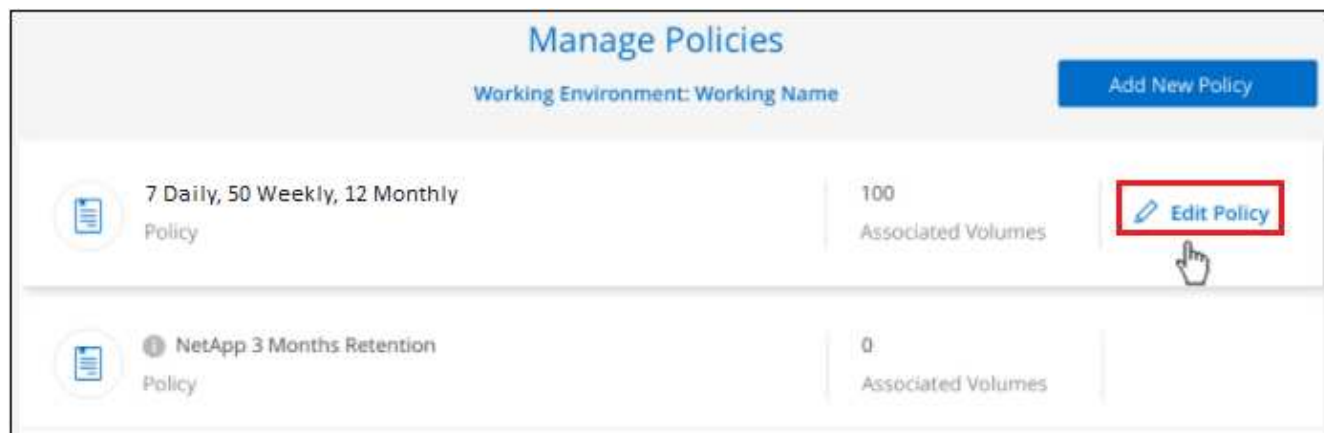 Manage Policies
Working Environment: Working Name
Add New Policy
7 Daily, 50 Weekly, 12 Monthly
Policy
100
Associated Volumes
Edit Policy
NetApp 3 Months Retention
Policy
0
Associated Volumes